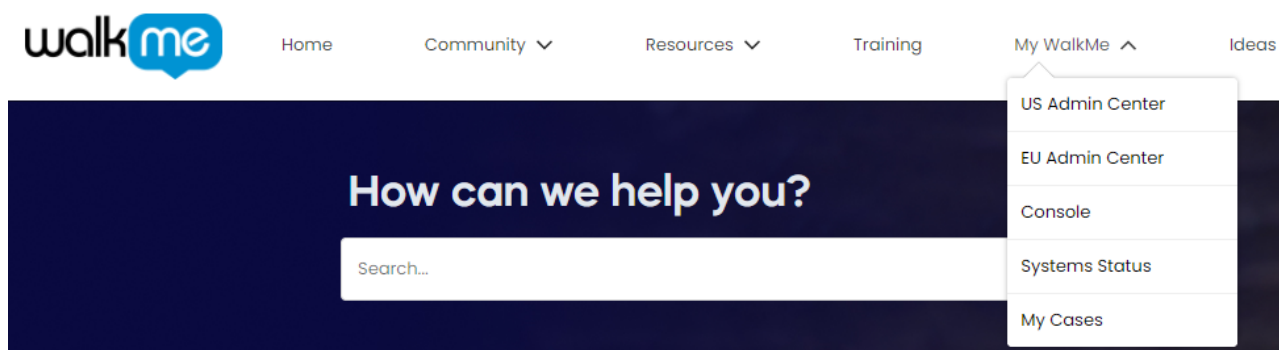 walkme Home Community Resources Training My WalkMe Ideas
US Admin Center
EU Admin Center
Console
Systems Status
My Cases
How can we help you?
Search...